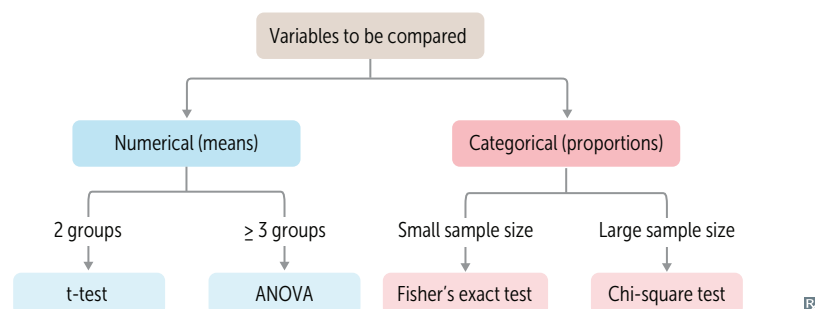 Variables to be compared
Numerical (means)
Categorical (proportions)
2 groups
≥ 3 groups
Small sample size
Large sample size
t-test
ANOVA
Fisher's exact test
Chi-square test
R